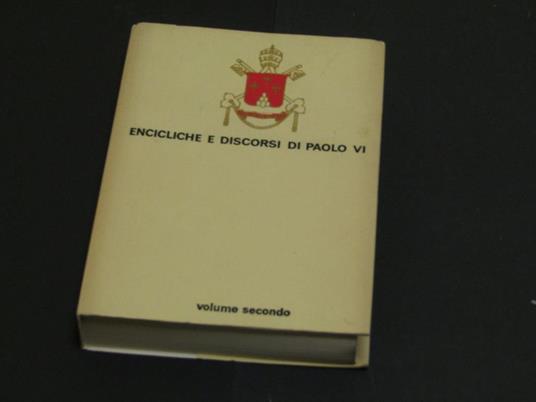 ENCICLICHE E DISCORSI DI PAOLO VI
volume secondo